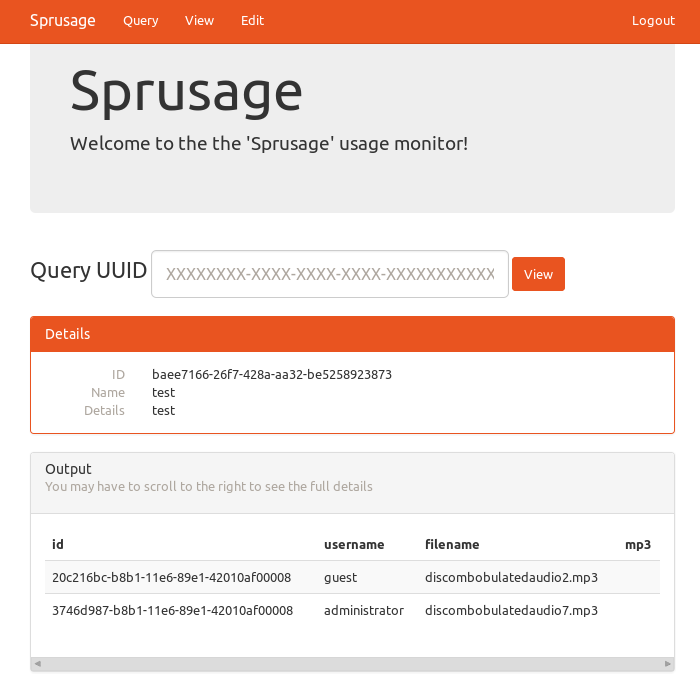 Sprusage Query View Edit Logout
Sprusage
Welcome to the the 'Sprusage' usage monitor!
Query UUID XXXXXXXX-XXXX-XXXX-XXXX-XXXXXXXXXXX View
Details
ID baee7166-26f7-428a-aa32-be5258923873
Name test
Details test
Output
You may have to scroll to the right to see the full details
id username filename mp3
20c216bc-b8b1-11e6-89e1-42010af00008 guest discombobulatedaudio2.mp3
3746d987-b8b1-11e6-89e1-42010af00008 administrator discombobulatedaudio7.mp3